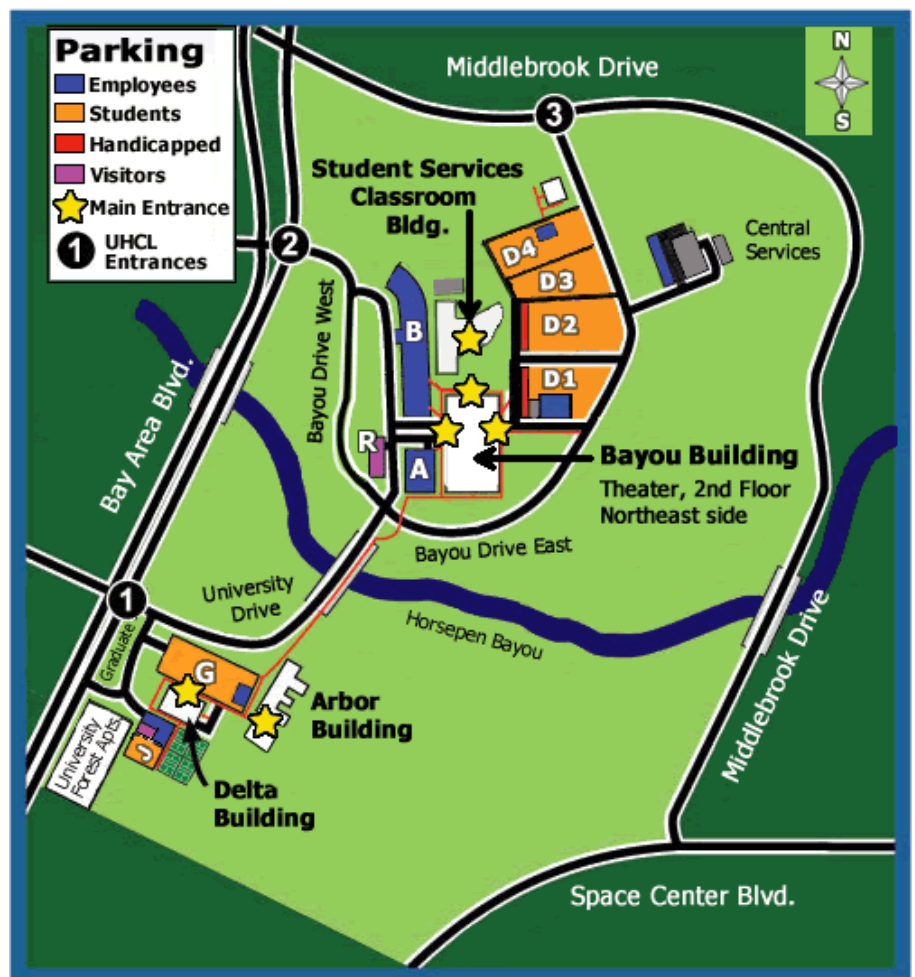 Parking
Employees
Students
Handicapped
Visitors
Main Entrance
1 UHCL
Entrances
N
S
Middlebrook Drive
3
Student Services
Classroom
Bldg.
2
D4
D3
D2
D1
Central
Services
B
Bayou Drive West
Bay Area Blvd.
R
A
Bayou Building
Theater, 2nd Floor
Northeast side
Bayou Drive East
University
Drive
Horsepen Bayou
1
Graduate
G
Arbor
Building
J
University
Forest Apts.
Delta
Building
Middlebrook Drive
Space Center Blvd.